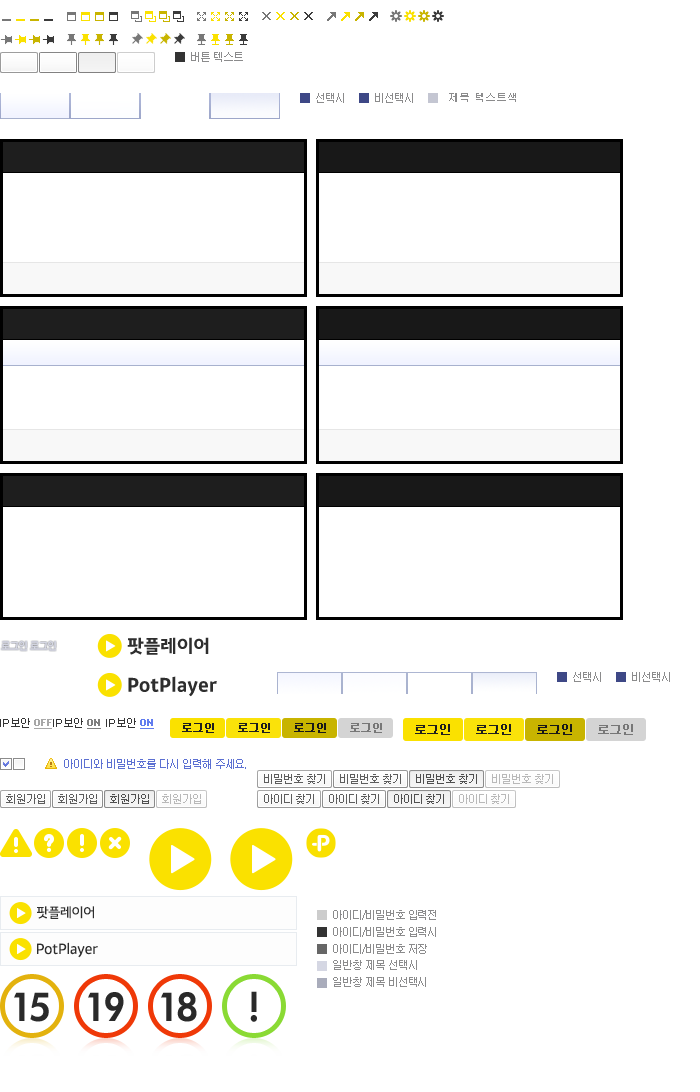 버튼 텍스트
선택시 비선택시 제목 텍스트색
로그인 로그인
팟플레이어
PotPlayer
선택시 비선택시
IP보안 OFF IP보안 ON IP보안 ON
로그인 로그인 로그인 로그인 로그인 로그인 로그인 로그인
아이디와 비밀번호를 다시 입력해 주세요.
비밀번호 찾기 비밀번호 찾기 비밀번호 찾기 비밀번호 찾기
회원가입 회원가입 회원가입 회원가입 아이디 찾기 아이디 찾기 아이디 찾기 아이디 찾기
-P
팟플레이어
PotPlayer
아이디/비밀번호 입력전
아이디/비밀번호 입력시
아이디/비밀번호 저장
일반창 제목 선택시
일반창 제목 비선택시
15 19 18 !